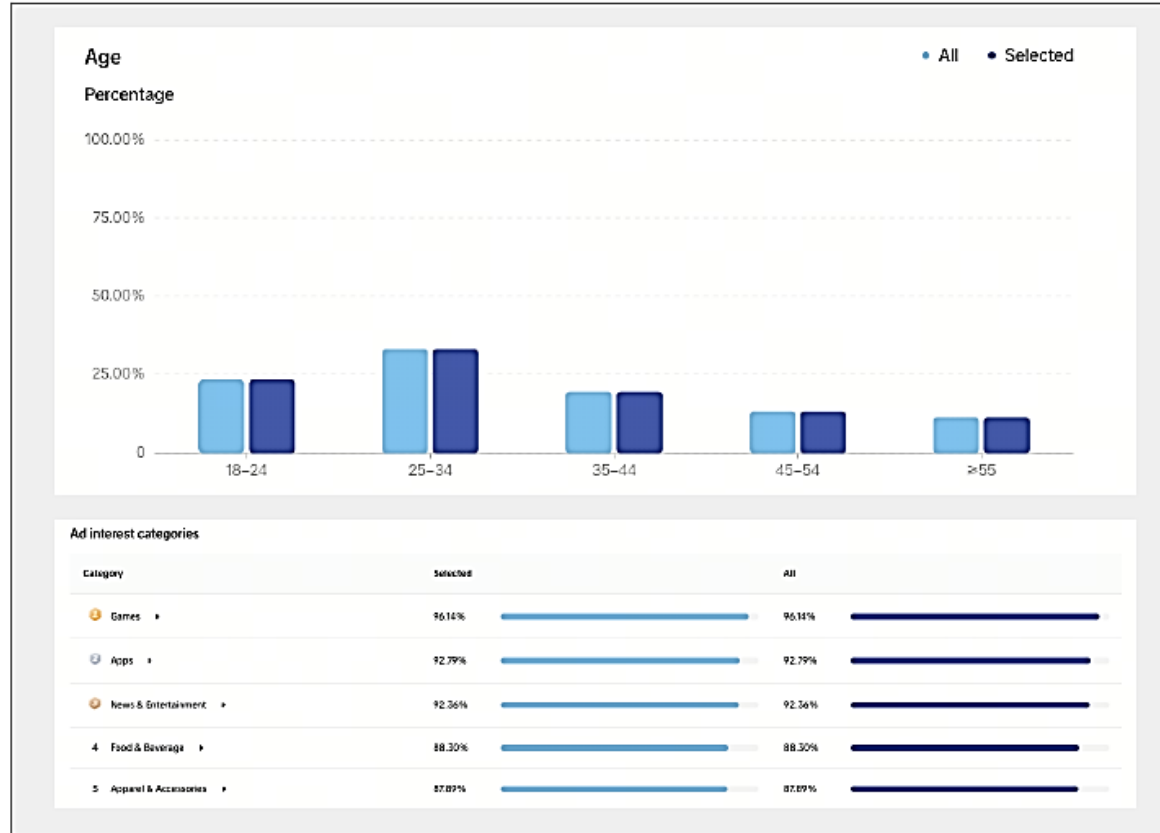 Age
All
Selected
Percentage
100.00%
75.00%
50.00%
25.00%
0
18–24
25–34
35–44
45–54
≥55
Ad interest categories
Category Selected All
Games 96.14% 96.14%
Apps 92.79% 92.79%
News & Entertainment 92.36% 92.36%
4 Food & Beverage 88.30% 88.30%
5 Apparel & Accessories 87.89% 87.89%